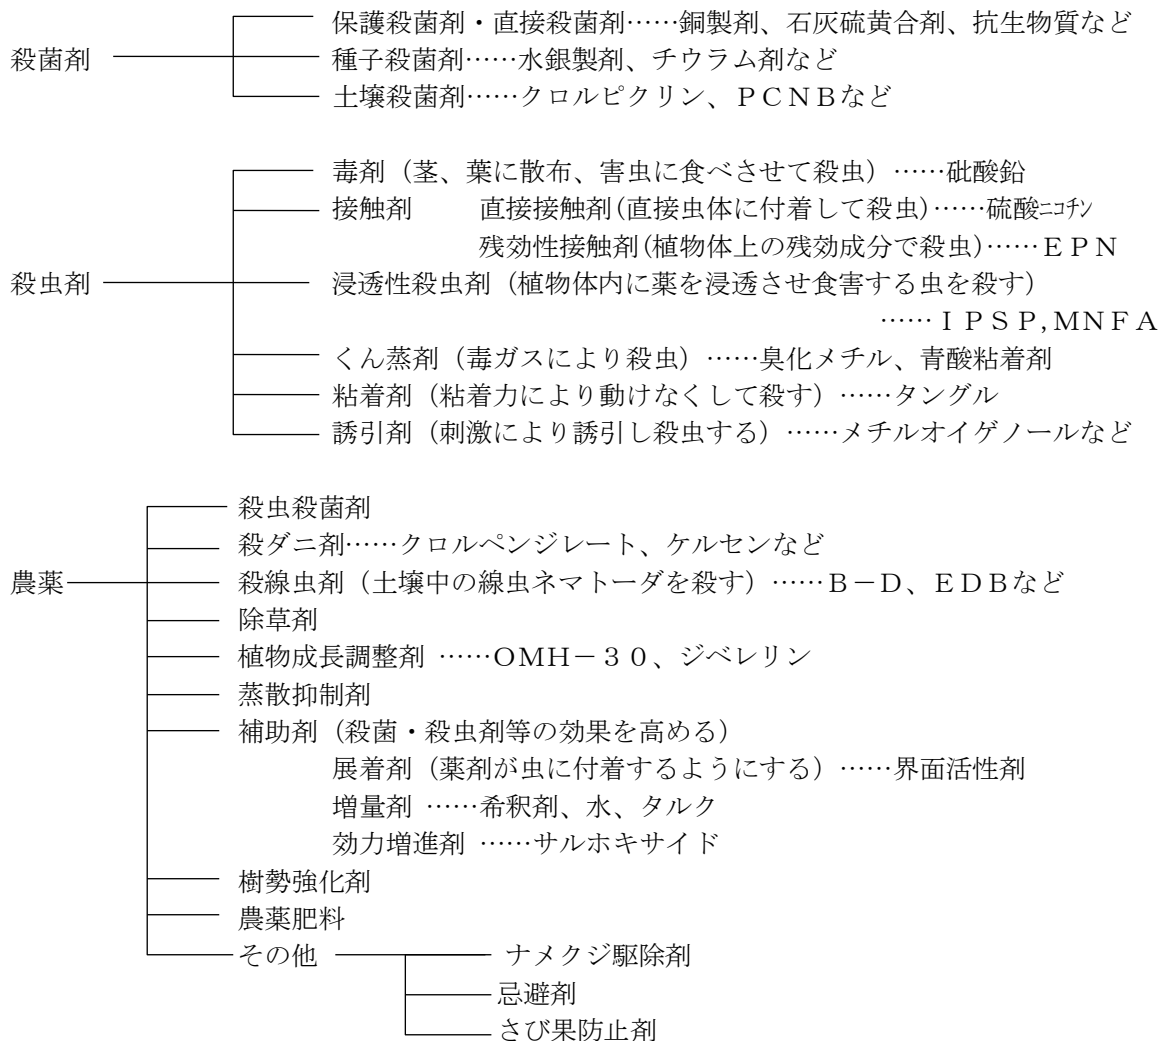 保護殺菌剤・直接殺菌剤……銅製剤、石灰硫黄合剤、抗生物質など
殺菌剤 種子殺菌剤……水銀製剤、チウラム剤など
土壌殺菌剤……クロルピクリン、ＰＣＮＢなど
毒剤（茎、葉に散布、害虫に食べさせて殺虫）……砒酸鉛
接触剤 直接接触剤(直接虫体に付着して殺虫)……硫酸ﾆｺﾁﾝ
残効性接触剤(植物体上の残効成分で殺虫)……ＥＰＮ
殺虫剤 浸透性殺虫剤（植物体内に薬を浸透させ食害する虫を殺す）
……ＩＰＳＰ,ＭＮＦＡ
くん蒸剤（毒ガスにより殺虫）……臭化メチル、青酸粘着剤
粘着剤（粘着力により動けなくして殺す）……タングル
誘引剤（刺激により誘引し殺虫する）……メチルオイゲノールなど
殺虫殺菌剤
殺ダニ剤……クロルペンジレート、ケルセンなど
農薬 殺線虫剤（土壌中の線虫ネマトーダを殺す）……Ｂ－Ｄ、ＥＤＢなど
除草剤
植物成長調整剤 ……ＯＭＨ－３０、ジベレリン
蒸散抑制剤
補助剤（殺菌・殺虫剤等の効果を高める）
展着剤（薬剤が虫に付着するようにする）……界面活性剤
増量剤 ……希釈剤、水、タルク
効力増進剤 ……サルホキサイド
樹勢強化剤
農薬肥料
その他 ナメクジ駆除剤
忌避剤
さび果防止剤